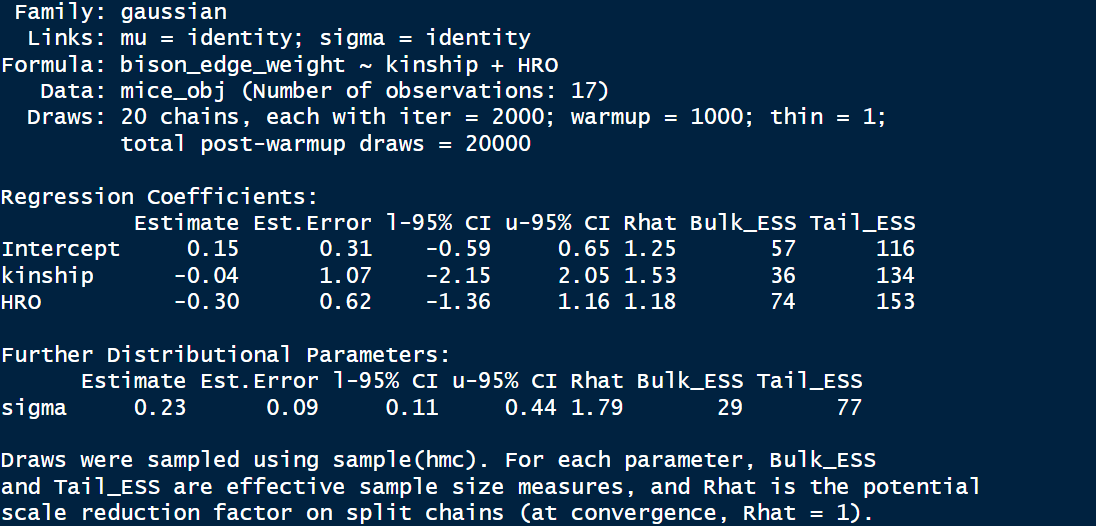 Family: gaussian
Links: mu = identity; sigma = identity
Formula: bison_edge_weight ~ kinship + HRO
Data: mice_obj (Number of observations: 17)
Draws: 20 chains, each with iter = 2000; warmup = 1000; thin = 1;
total post-warmup draws = 20000
Regression Coefficients:
Estimate Est.Error l-95% CI u-95% CI Rhat Bulk_ESS Tail_ESS
Intercept 0.15 0.31 -0.59 0.65 1.25 57 116
kinship -0.04 1.07 -2.15 2.05 1.53 36 134
HRO -0.30 0.62 -1.36 1.16 1.18 74 153
Further Distributional Parameters:
Estimate Est.Error l-95% CI u-95% CI Rhat Bulk_ESS Tail_ESS
sigma 0.23 0.09 0.11 0.44 1.79 29 77
Draws were sampled using sample(hmc). For each parameter, Bulk_ESS
and Tail_ESS are effective sample size measures, and Rhat is the potential
scale reduction factor on split chains (at convergence, Rhat = 1).